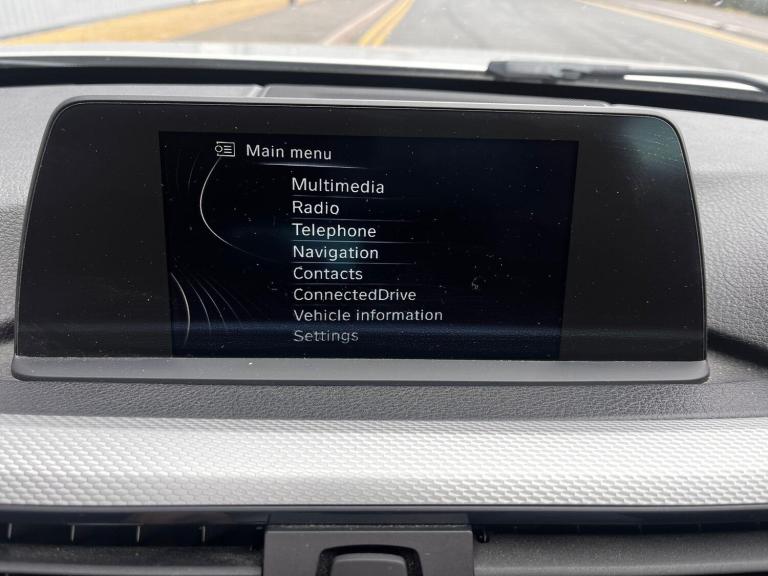 Main menu
Multimedia
Radio
Telephone
Navigation
Contacts
ConnectedDrive
Vehicle information
Settings